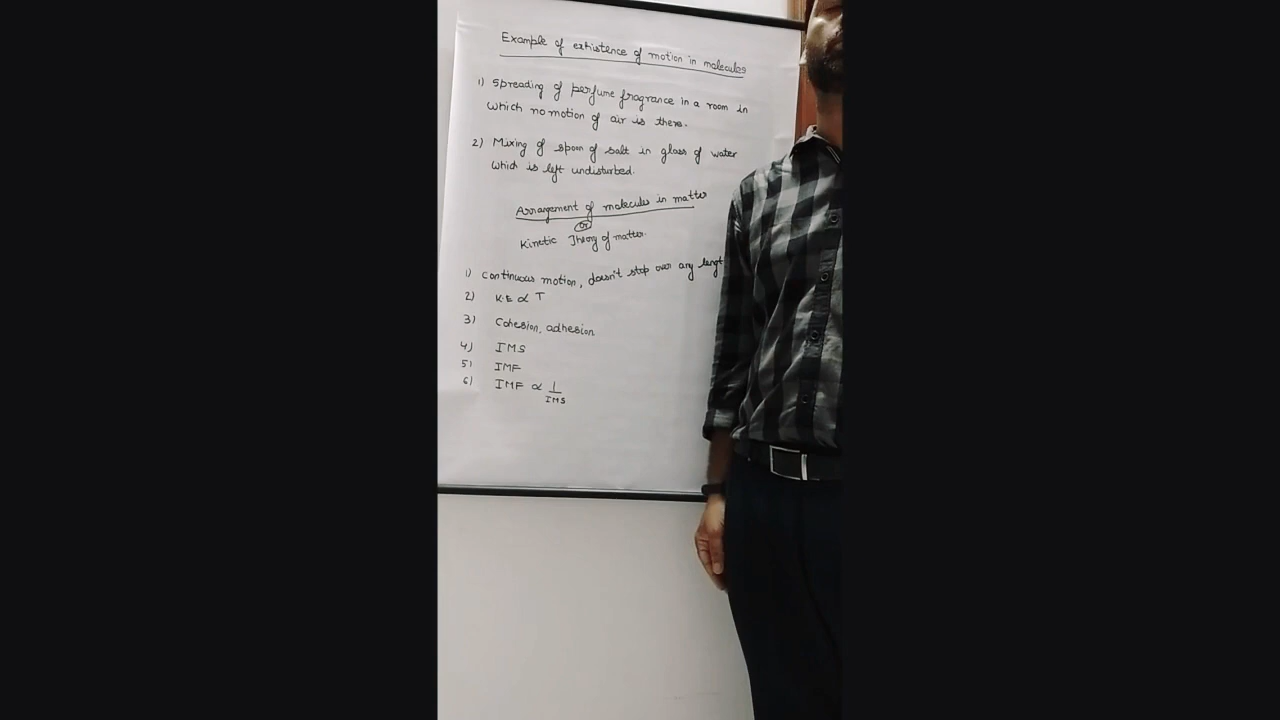 Example of exhistence of motion in molecules
1) Spreading of perfume fragrance in a room in
which no motion of air is there.
2) Mixing of spoon of salt in glass of water
which is left undisturbed.
Arrangement of molecules in matter
or
Kinetic Theory of matter.
1) Continuous motion, doesn't stop over any
2) K.E ∝ T
3) Cohesion, adhesion
4) IMS
5) IMF
6) IMF ∝ 1
IMS